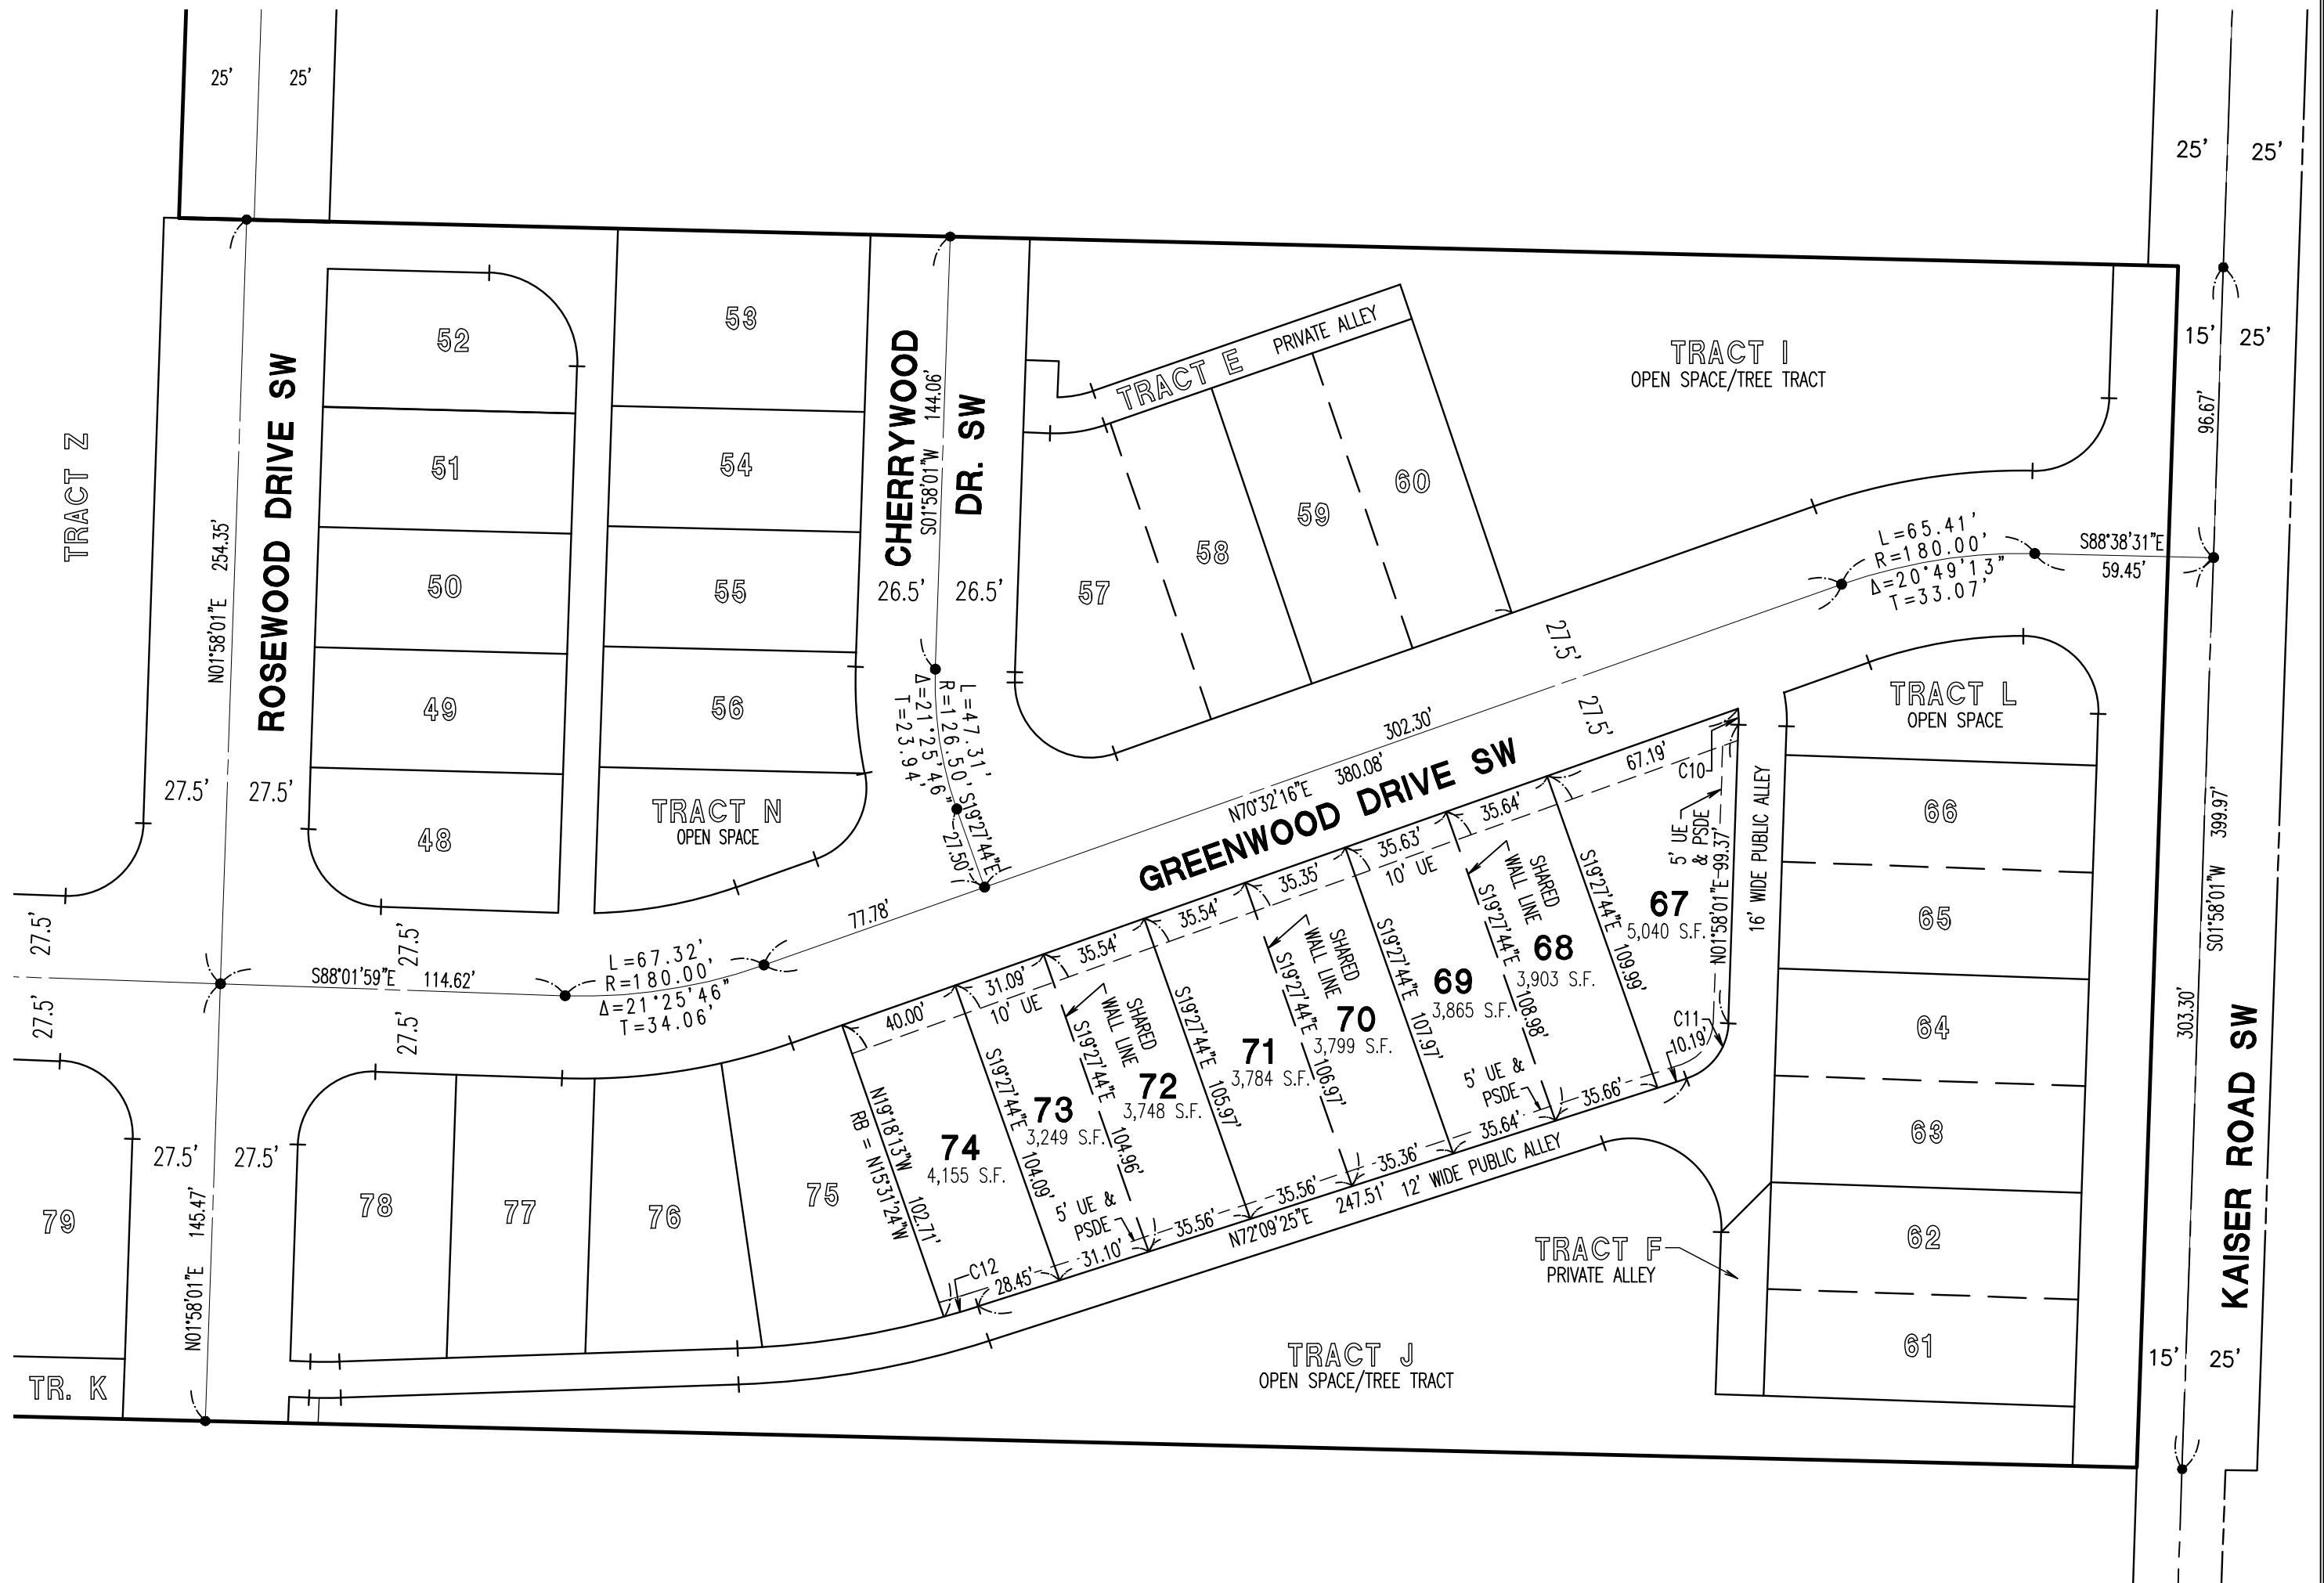 25'
25'
25'
25'
TRACT Z
N01°58'01"E 254.35'
ROSEWOOD DRIVE SW
27.5'
27.5'
52
51
50
49
48
53
54
55
56
TRACT N
OPEN SPACE
CHERRYWOOD
DR. SW
S01°58'01"W 144.06'
26.5'
26.5'
L=47.31'
R=126.50'
Δ=21°25'46"
T=23.94'
S19°27'44"E
27.50'
TRACT E PRIVATE ALLEY
57
58
59
60
TRACT I
OPEN SPACE/TREE TRACT
15'
25'
96.67'
L=65.41'
R=180.00'
Δ=20°49'13"
T=33.07'
S88°38'31"E
59.45'
27.5'
27.5'
302.30'
N70°32'16"E 380.08'
GREENWOOD DRIVE SW
77.78'
27.5'
27.5'
27.5'
27.5'
S88°01'59"E 114.62'
L=67.32'
R=180.00'
Δ=21°25'46"
T=34.06'
TRACT L
OPEN SPACE
66
65
64
63
62
61
16' WIDE PUBLIC ALLEY
S01°58'01"W 399.97'
303.30'
KAISER ROAD SW
15'
25'
67.19'
35.64'
35.63'
35.35'
35.54'
35.54'
31.09'
40.00'
10' UE
10' UE
C10
5' UE
& PSDE
N01°58'01"E 99.37'
C11
10.19'
67
5,040 S.F.
S19°27'44"E 109.99'
68
3,903 S.F.
SHARED
WALL LINE
S19°27'44"E 108.98'
69
3,865 S.F.
S19°27'44"E 107.97'
70
3,799 S.F.
SHARED
WALL LINE
S19°27'44"E 106.97'
71
3,784 S.F.
S19°27'44"E 105.97'
72
3,748 S.F.
SHARED
WALL LINE
S19°27'44"E 104.96'
73
3,249 S.F.
S19°27'44"E 104.09'
74
4,155 S.F.
N19°18'13"W 102.71'
RB = N15°31'24"W
5' UE &
PSDE
5' UE &
PSDE
C12
28.45'
31.10'
35.56'
35.56'
35.36'
35.64'
35.66'
N72°09'25"E 247.51' 12' WIDE PUBLIC ALLEY
75
76
77
78
79
27.5'
27.5'
N01°58'01"E 145.47'
TR. K
TRACT F
PRIVATE ALLEY
TRACT J
OPEN SPACE/TREE TRACT